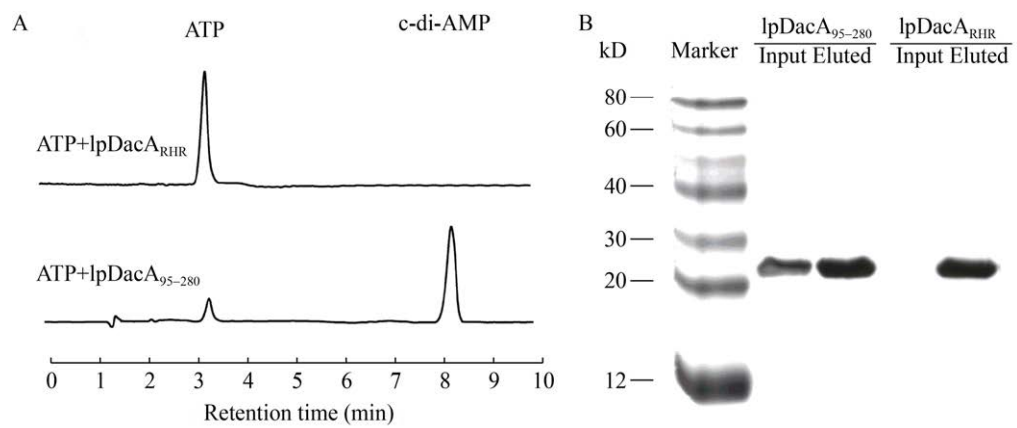 A
ATP
c-di-AMP
ATP+lpDacA_RHR
ATP+lpDacA_95–280
0 1 2 3 4 5 6 7 8 9 10
Retention time (min)
B
kD Marker
lpDacA_95–280 lpDacA_RHR
Input Eluted Input Eluted
80
60
40
30
20
12